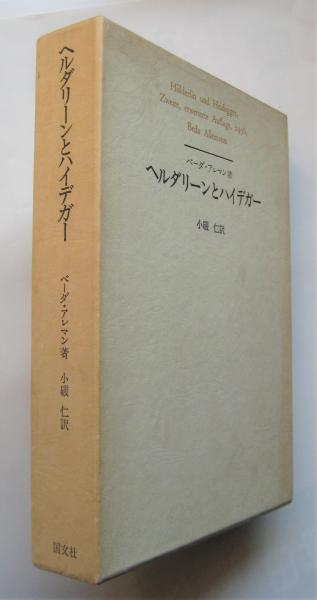 ヘルダリーンとハイデガー
ベーダ・アレマン著
小磯 仁訳
国文社
Hölderlin und Heidegger,
Zweite, erweiterte Auflage, 1956,
Beda Allemann
ベーダ・アレマン著
ヘルダリーンとハイデガー
小磯 仁訳